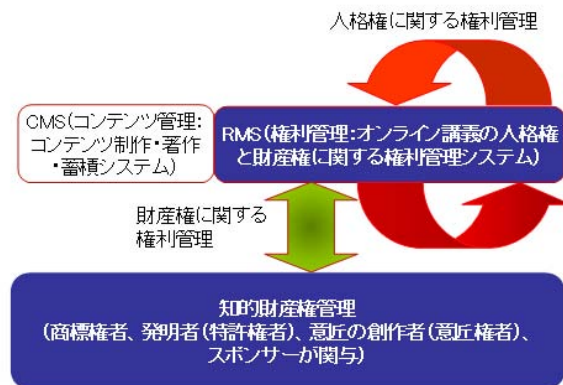 人格権に関する権利管理
CMS(コンテンツ管理:
コンテンツ制作・著作
・蓄積システム)
RMS(権利管理:オンライン講義の人格権
と財産権に関する権利管理システム)
財産権に関する
権利管理
知的財産権管理
(商標権者、発明者(特許権者)、意匠の創作者(意匠権者)、
スポンサーが関与)